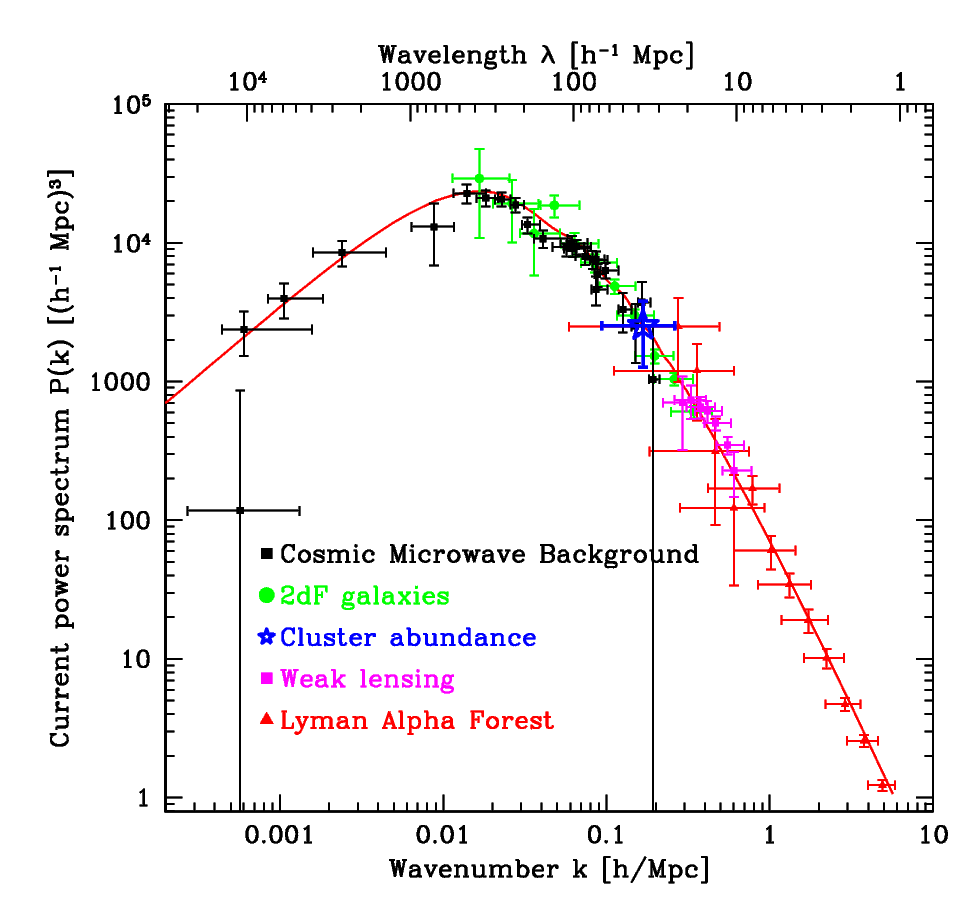 Wavelength λ [h⁻¹ Mpc]
10⁴ 1000 100 10 1
Current power spectrum P(k) [(h⁻¹ Mpc)³]
10⁵
10⁴
1000
100
10
1
Cosmic Microwave Background
2dF galaxies
Cluster abundance
Weak lensing
Lyman Alpha Forest
0.001 0.01 0.1 1 10
Wavenumber k [h/Mpc]